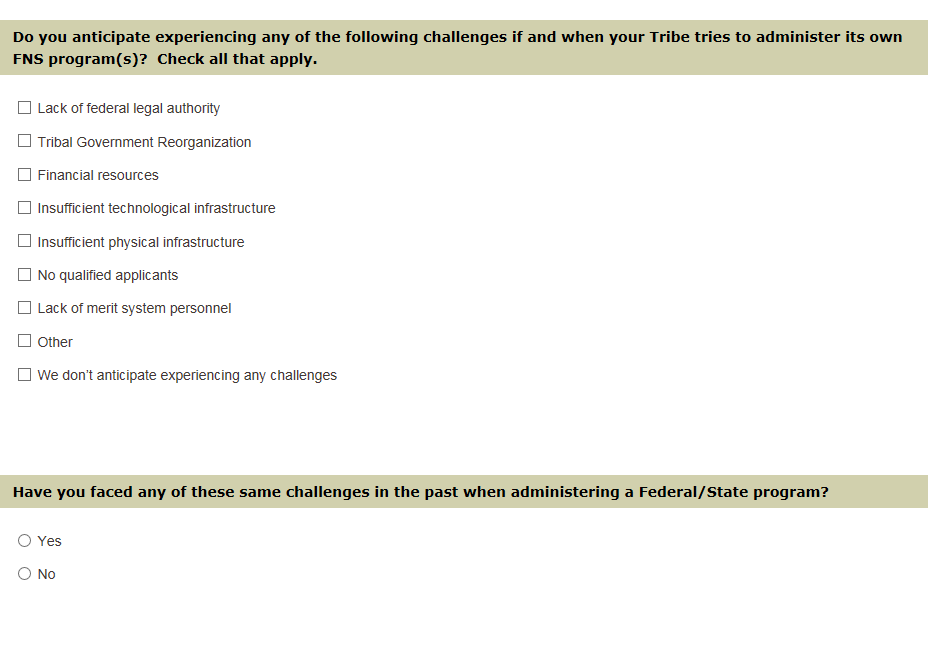 Do you anticipate experiencing any of the following challenges if and when your Tribe tries to administer its own
FNS program(s)?  Check all that apply.
Lack of federal legal authority
Tribal Government Reorganization
Financial resources
Insufficient technological infrastructure
Insufficient physical infrastructure
No qualified applicants
Lack of merit system personnel
Other
We don’t anticipate experiencing any challenges
Have you faced any of these same challenges in the past when administering a Federal/State program?
Yes
No